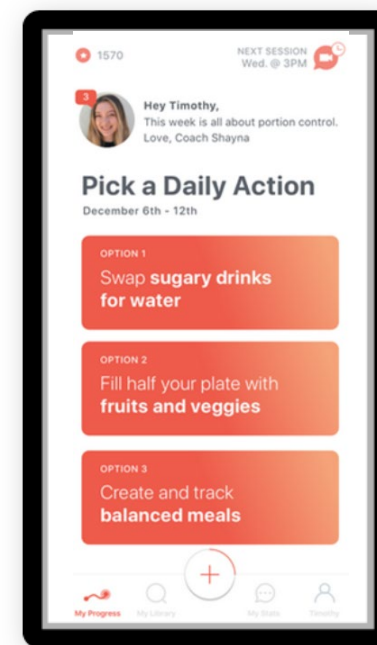 1570
NEXT SESSION
Wed. @ 3PM
3
Hey Timothy,
This week is all about portion control.
Love, Coach Shayna
Pick a Daily Action
December 6th - 12th
OPTION 1
Swap sugary drinks
for water
OPTION 2
Fill half your plate with
fruits and veggies
OPTION 3
Create and track
balanced meals
+
My Progress
My Library
My Stats
Timothy